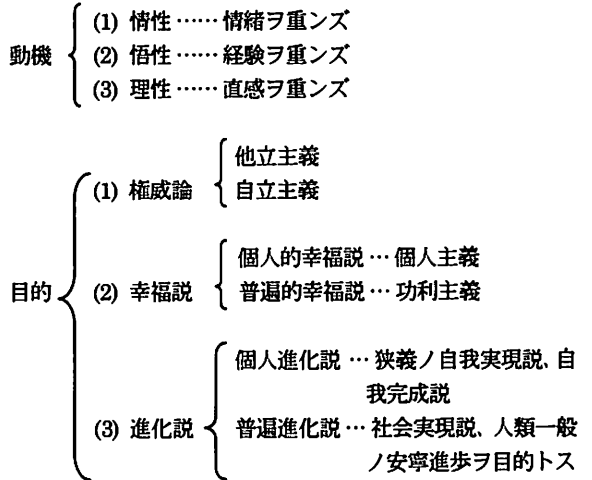 (1) 情性……情緒ヲ重ンズ
動機 (2) 悟性……経験ヲ重ンズ
(3) 理性……直感ヲ重ンズ
他立主義
(1) 権威論
自立主義
個人的幸福説…個人主義
目的 (2) 幸福説
普遍的幸福説…功利主義
個人進化説…狭義ノ自我実現説、自
我完成説
(3) 進化説 普遍進化説…社会実現説、人類一般
ノ安寧進歩ヲ目的トス